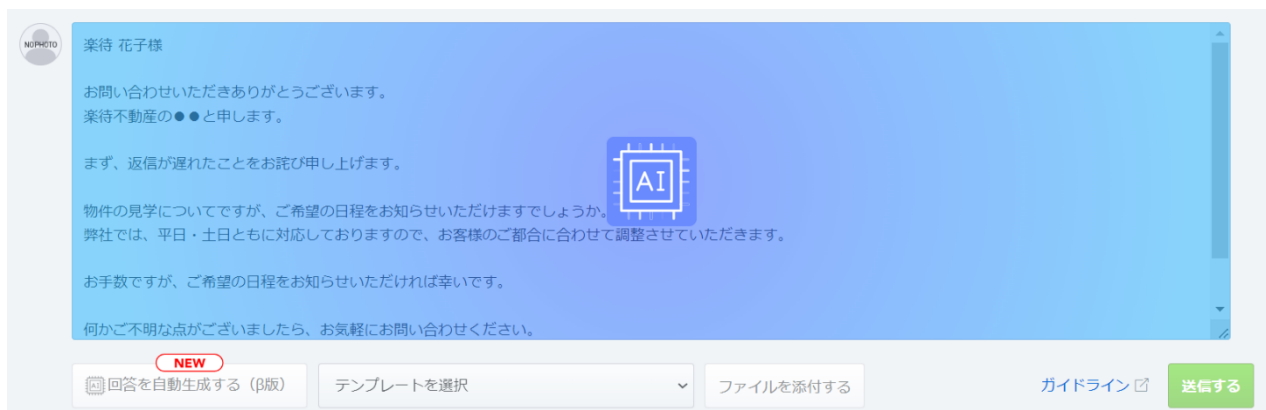 NOPHOTO
楽待 花子様
お問い合わせいただきありがとうございます。
楽待不動産の●●と申します。
まず、返信が遅れたことをお詫び申し上げます。
AI
物件の見学についてですが、ご希望の日程をお知らせいただけますでしょうか。
弊社では、平日・土日ともに対応しておりますので、お客様のご都合に合わせて調整させていただきます。
お手数ですが、ご希望の日程をお知らせいただければ幸いです。
何かご不明な点がございましたら、お気軽にお問い合わせください。
NEW
AI 回答を自動生成する（β版） テンプレートを選択 ファイルを添付する ガイドライン 送信する